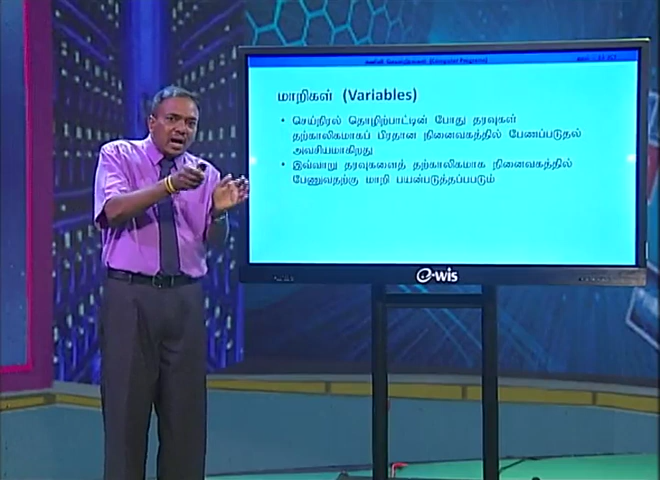 மாறிகள் (Variables)
• செய்நிரல் தொழிற்பாட்டின் போது தரவுகள்
தற்காலிகமாகப் பிரதான நினைவகத்தில் பேணப்படுதல்
அவசியமாகிறது
• இவ்வாறு தரவுகளைத் தற்காலிகமாக நினைவகத்தில்
பேணுவதற்கு மாறி பயன்படுத்தப்படும்
e-wis